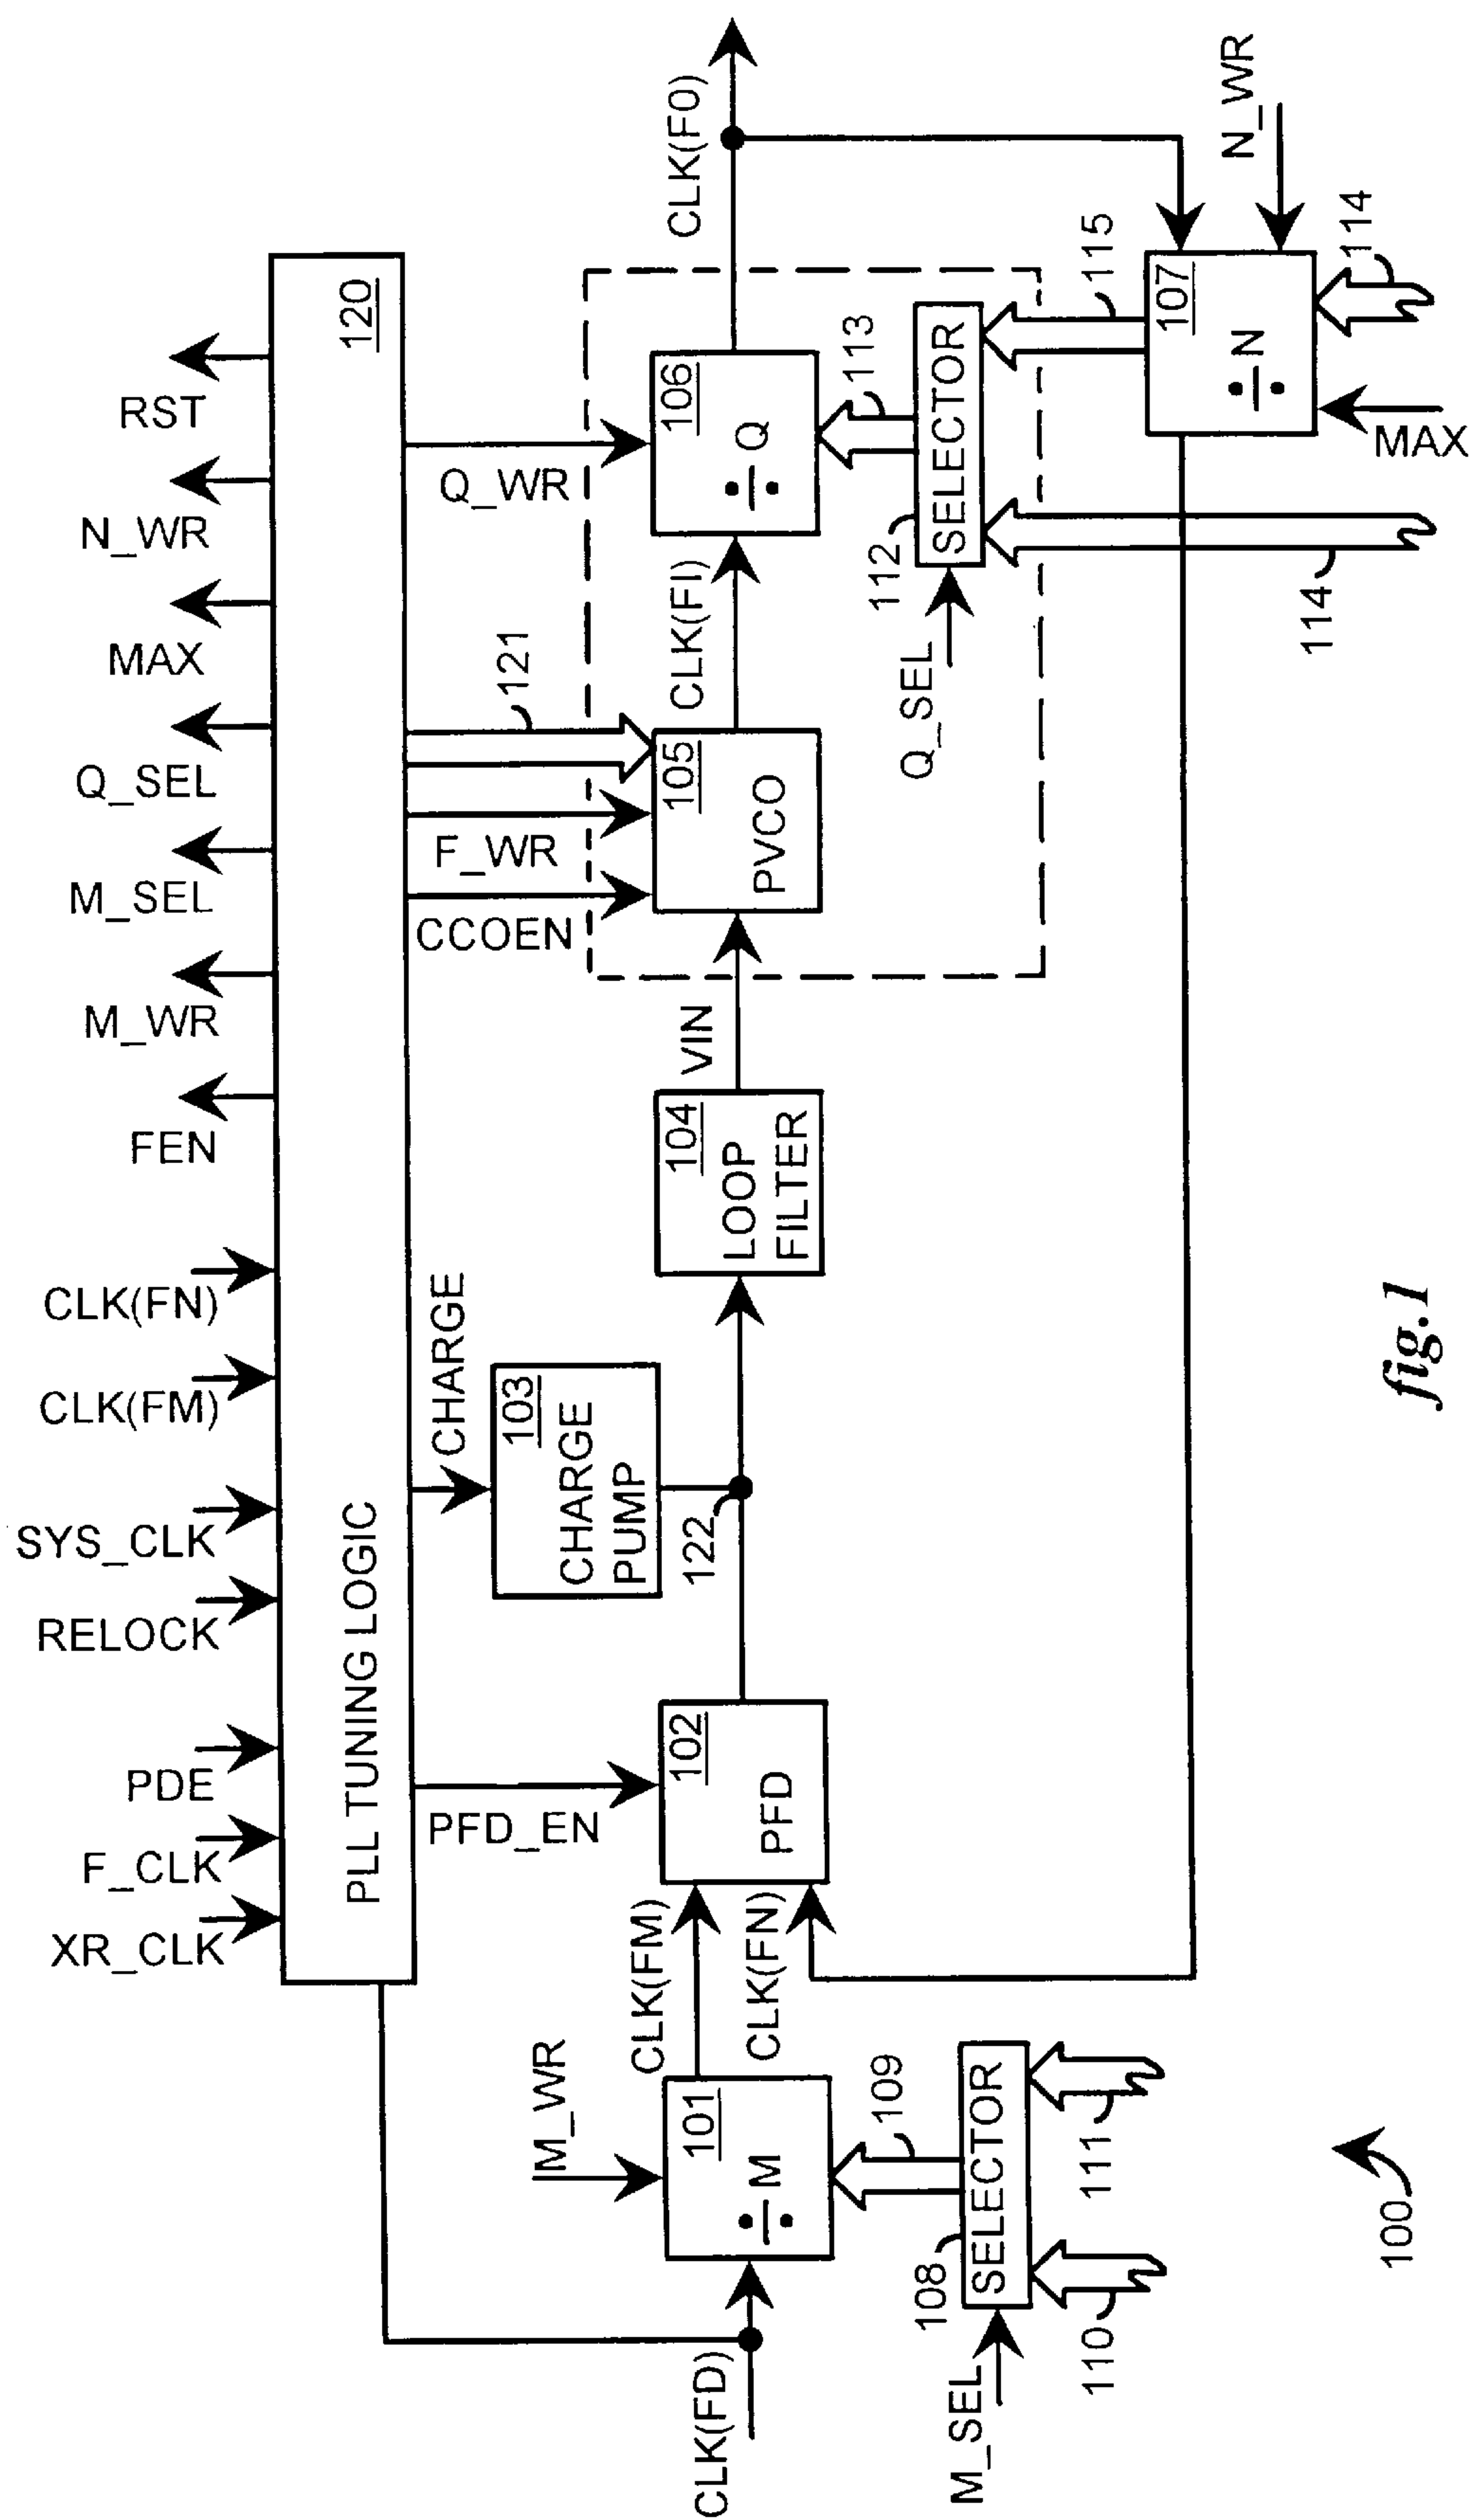 XR_CLK
F_CLK
PDE
RELOCK
SYS_CLK
CLK(FM)
CLK(FN)
FEN
M_WR
M_SEL
Q_SEL
MAX
N_WR
RST
PLL TUNING LOGIC
120
PFD_EN
CHARGE
CCOEN
F_WR
121
Q_WR
CLK(FD)
M_WR
101
÷ M
CLK(FM)
CLK(FN)
102
PFD
103
CHARGE
PUMP
122
104
LOOP
FILTER
VIN
105
PVCO
CLK(FI)
106
÷ Q
CLK(FO)
M_SEL
108
SELECTOR
109
110
111
Q_SEL
112
SELECTOR
113
114
115
107
÷ N
N_WR
MAX
114
100
fig.1